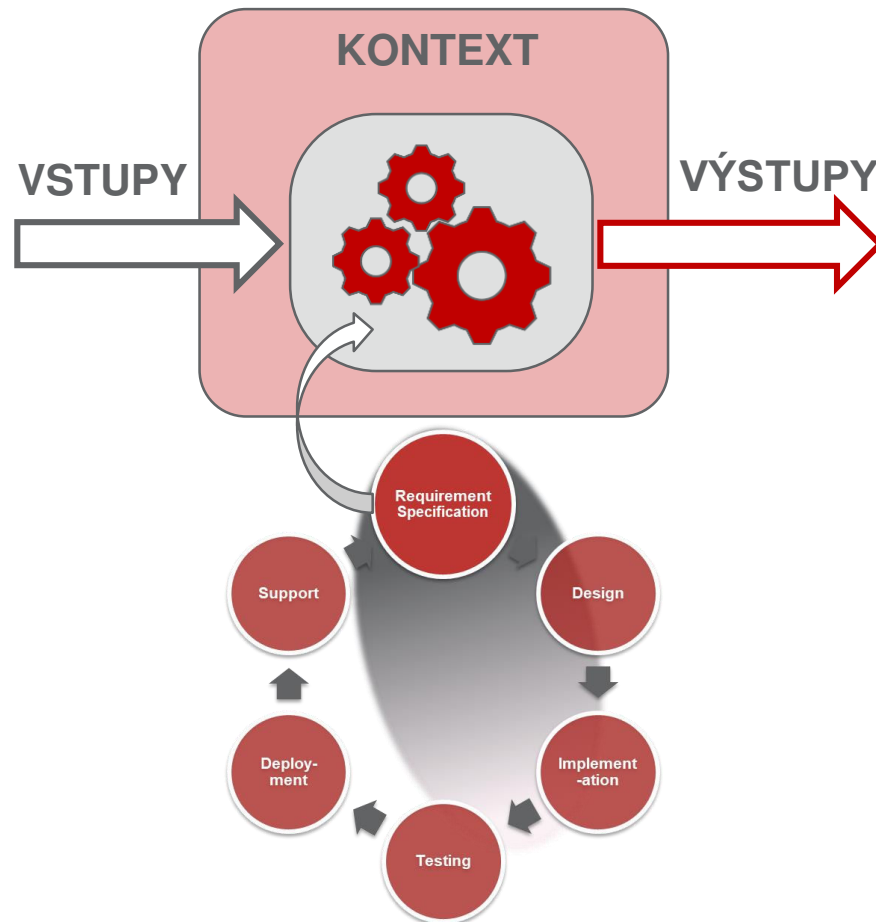 KONTEXT
VSTUPY
VÝSTUPY
Requirement
Specification
Support
Design
Deploy-
ment
Implement
-ation
Testing